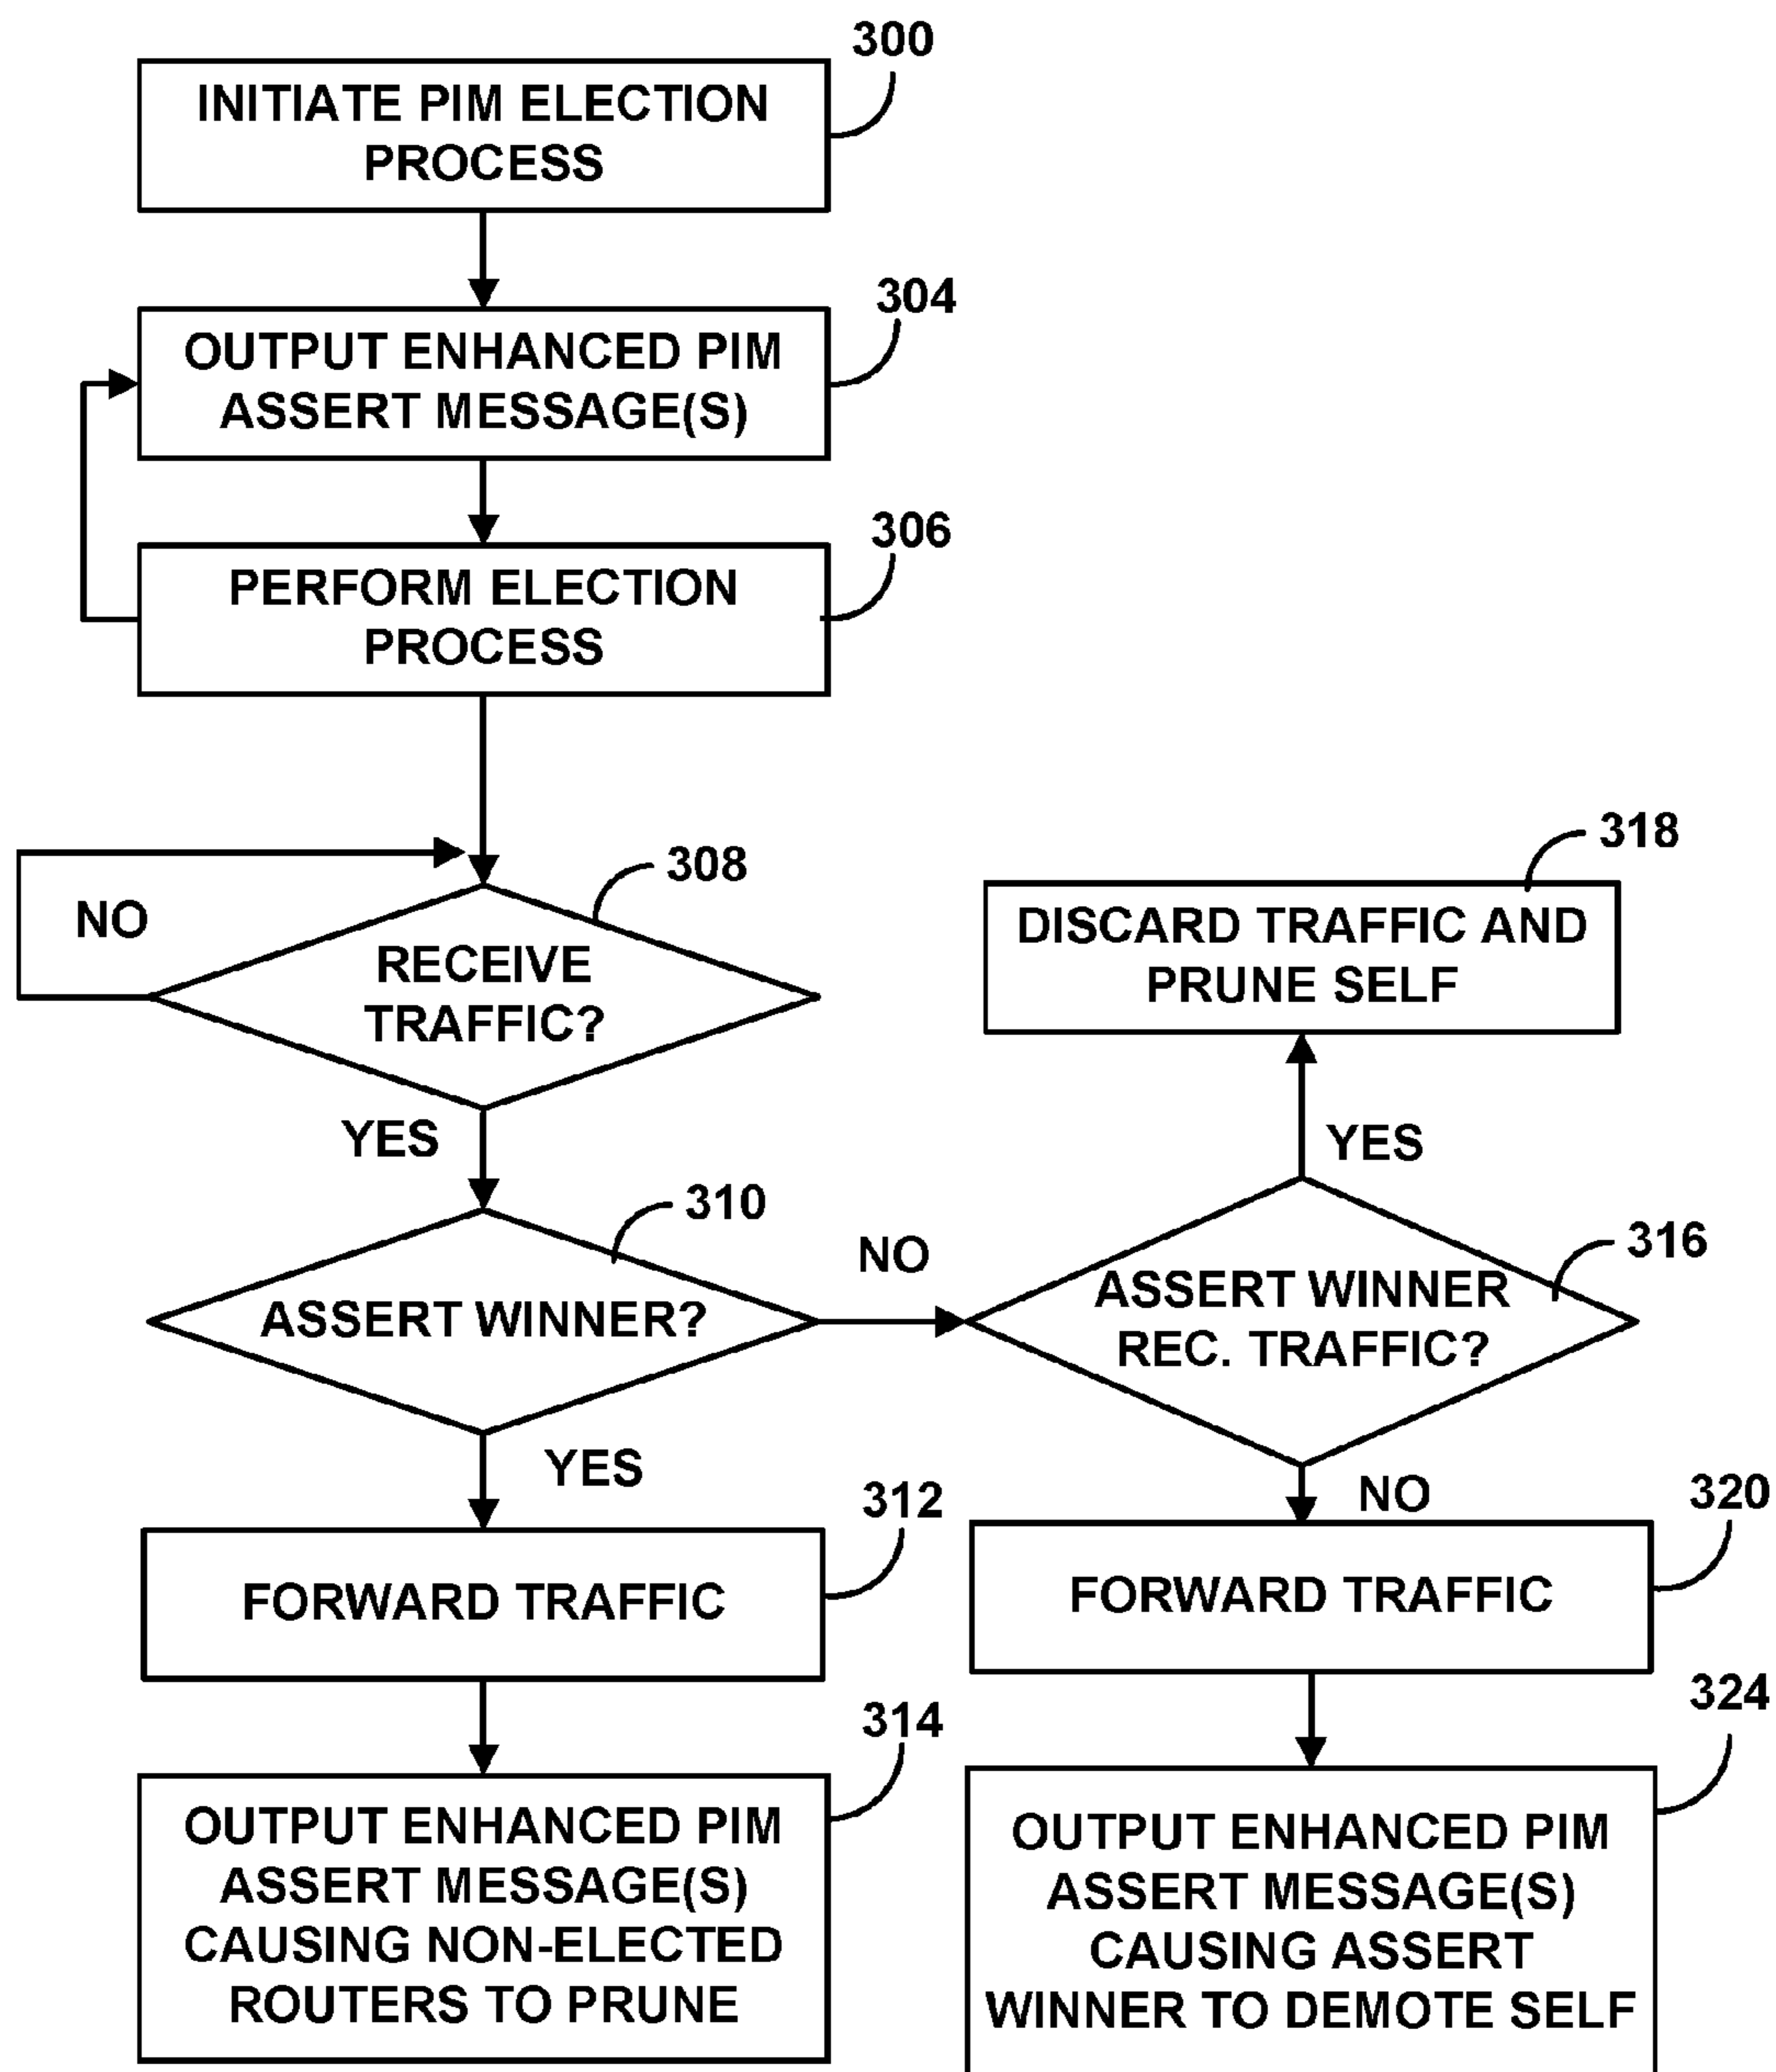 300
INITIATE PIM ELECTION
PROCESS
304
OUTPUT ENHANCED PIM
ASSERT MESSAGE(S)
306
PERFORM ELECTION
PROCESS
308
NO
RECEIVE
TRAFFIC?
YES
310
ASSERT WINNER?
NO
YES
312
FORWARD TRAFFIC
314
OUTPUT ENHANCED PIM
ASSERT MESSAGE(S)
CAUSING NON-ELECTED
ROUTERS TO PRUNE
318
DISCARD TRAFFIC AND
PRUNE SELF
YES
316
ASSERT WINNER
REC. TRAFFIC?
NO
320
FORWARD TRAFFIC
324
OUTPUT ENHANCED PIM
ASSERT MESSAGE(S)
CAUSING ASSERT
WINNER TO DEMOTE SELF